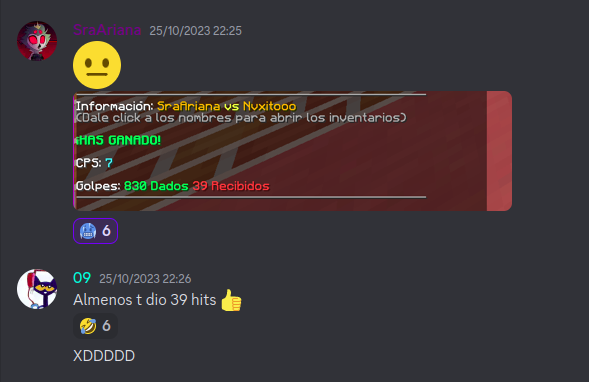 SraAriana 25/10/2023 22:25
Información: SraAriana vs Nvxitooo
(Dale click a los nombres para abrir los inventarios)
¡HAS GANADO!
CPS: 7
Golpes: 830 Dados 39 Recibidos
6
09 25/10/2023 22:26
Almenos t dio 39 hits 👍
🤣 6
XDDDDD